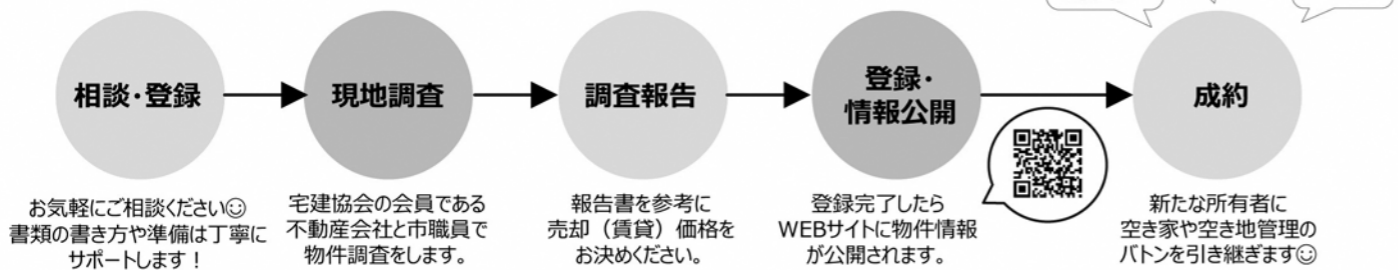 相談・登録
お気軽にご相談ください☺
書類の書き方や準備は丁寧に
サポートします！
現地調査
宅建協会の会員である
不動産会社と市職員で
物件調査をします。
調査報告
報告書を参考に
売却（賃貸）価格を
お決めください。
登録・
情報公開
登録完了したら
WEBサイトに物件情報
が公開されます。
成約
新たな所有者に
空き家や空き地管理の
バトンを引き継ぎます☺